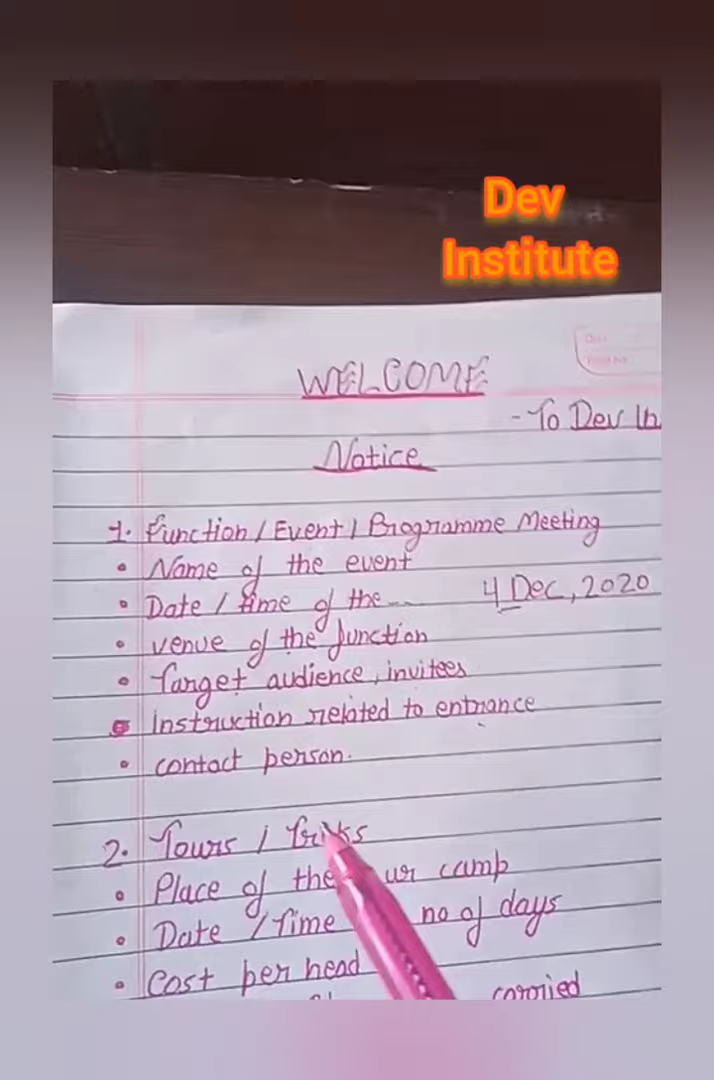 Dev
Institute
WELCOME
- To Dev In
Notice
1. Function / Event / Programme Meeting
• Name of the event
• Date / time of the ... 4 Dec, 2020
• venue of the function
• Target audience, invitees
• instruction related to entrance
• contact person.
2. Tours /
• Place of the ur camp
• Date / Time no of days
• Cost per head
carried